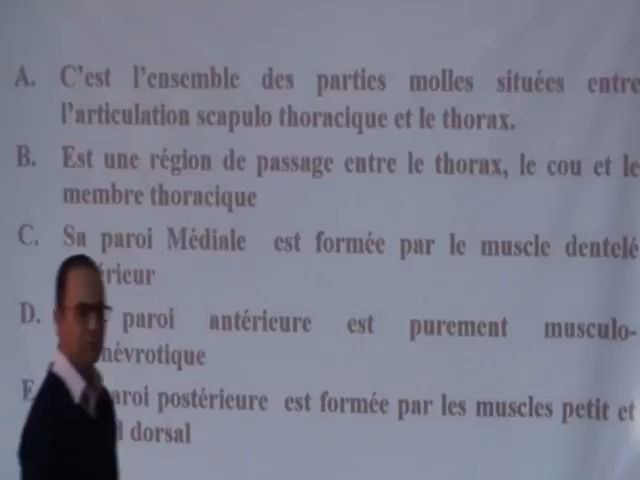 A. C'est l'ensemble des parties molles situées entre
l'articulation scapulo thoracique et le thorax.
B. Est une région de passage entre le thorax, le cou et le
membre thoracique
C. Sa paroi Médiale est formée par le muscle dentelé
rieur
D. paroi antérieure est purement musculo-
névrotique
E paroi postérieure est formée par les muscles petit et
dorsal